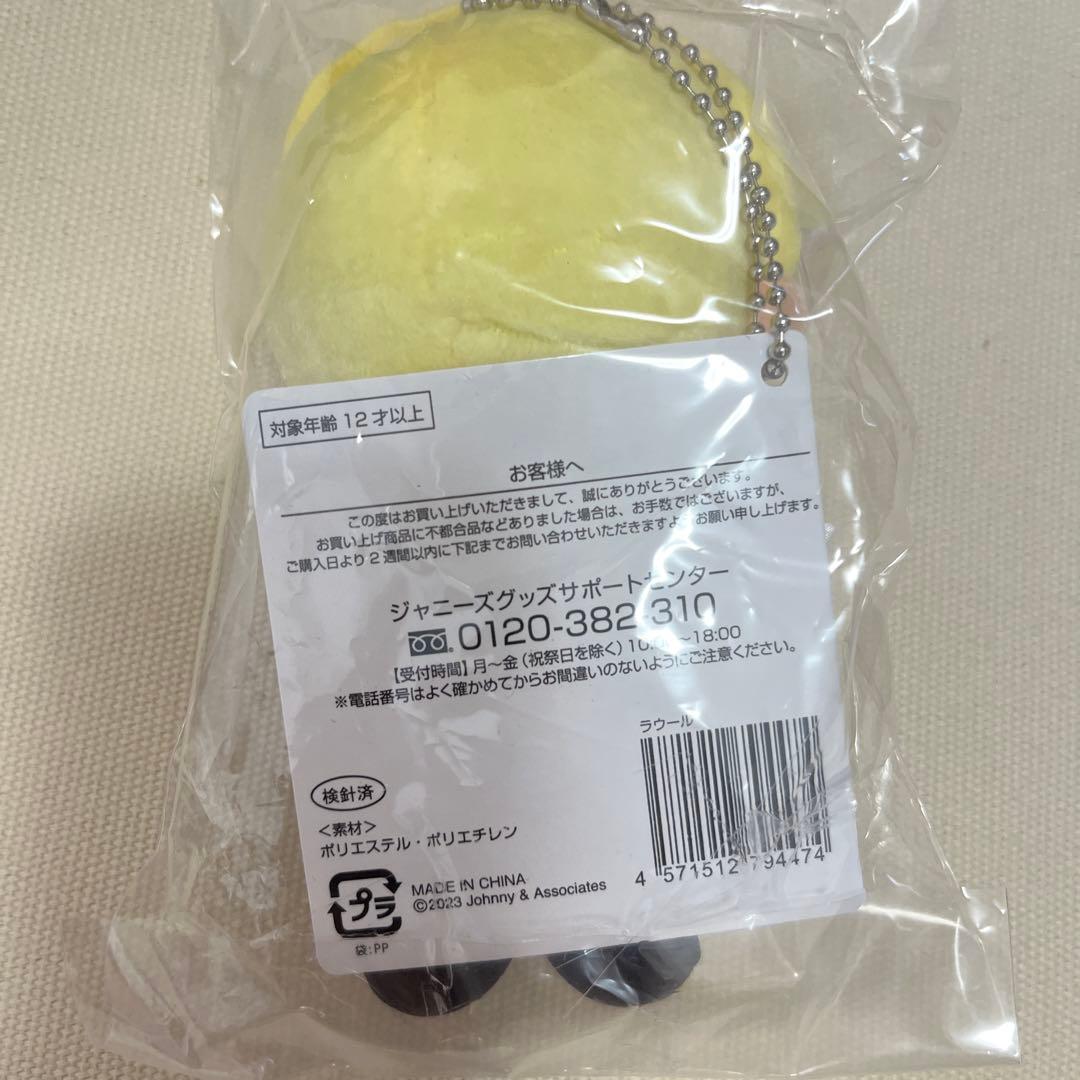 対象年齢 12 才以上
お客様へ
この度はお買い上げいただきまして、誠にありがとうございます。
お買い上げ商品に不都合品などありました場合は、お手数ではございますが、
ご購入日より2週間以内に下記までお問い合わせいただきますようお願い申し上げます。
ジャニーズグッズサポートセンター
0120-382-310
【受付時間】月〜金(祝祭日を除く)10:00〜18:00
※電話番号はよく確かめてからお間違いのないようにご注意ください。
ラウール
4 571512 794474
検針済
<素材>
ポリエステル・ポリエチレン
プラ
MADE IN CHINA
©2023 Johnny & Associates
袋:PP